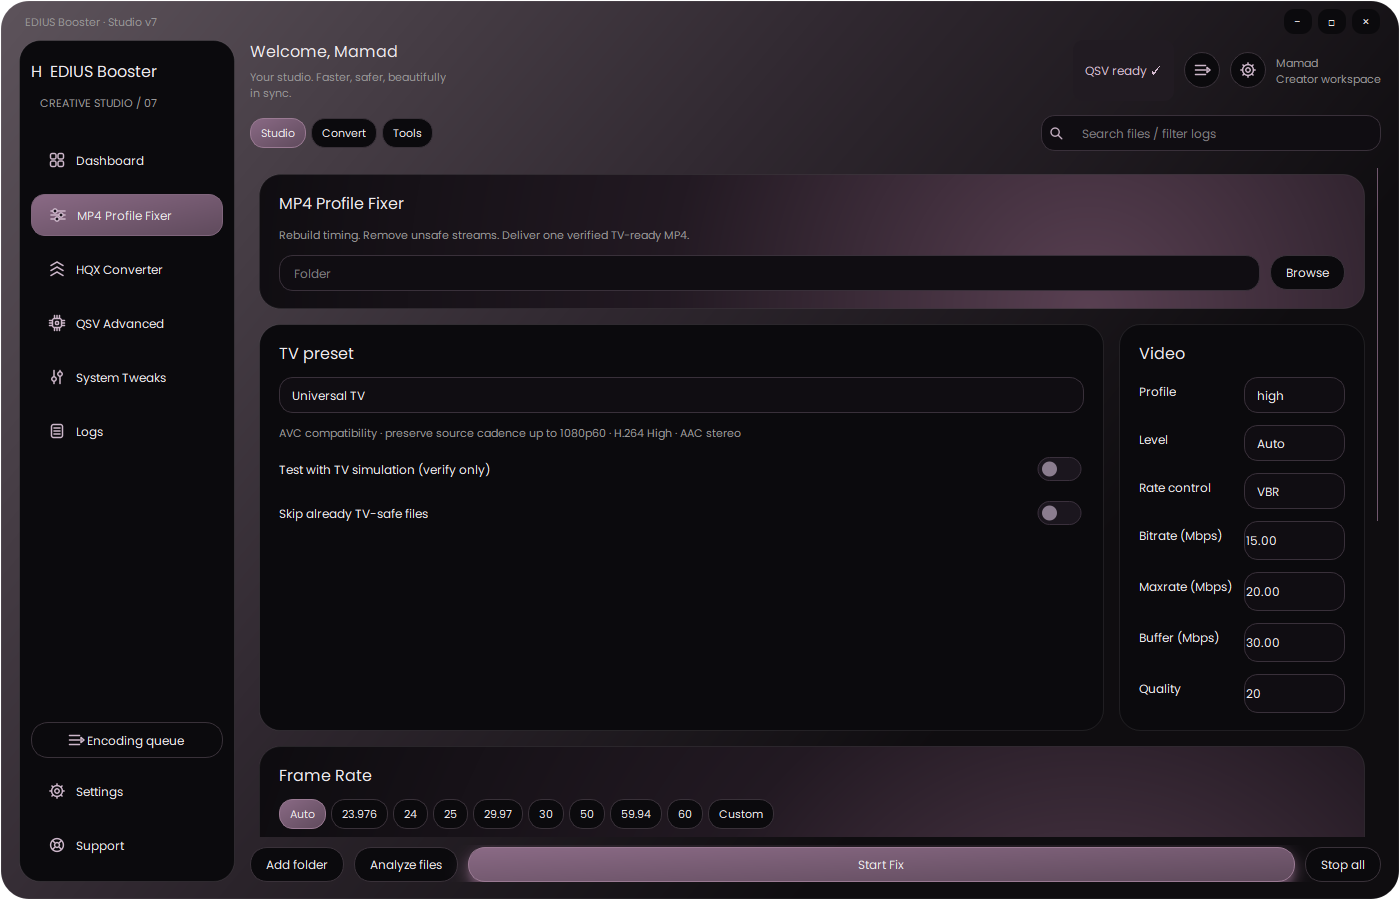 EDIUS Booster · Studio v7
H EDIUS Booster
CREATIVE STUDIO / 07
Dashboard
MP4 Profile Fixer
HQX Converter
QSV Advanced
System Tweaks
Logs
Encoding queue
Settings
Support
Welcome, Mamad
Your studio. Faster, safer, beautifully
in sync.
QSV ready ✓
Mamad
Creator workspace
Studio
Convert
Tools
Search files / filter logs
MP4 Profile Fixer
Rebuild timing. Remove unsafe streams. Deliver one verified TV-ready MP4.
Folder
Browse
TV preset
Universal TV
AVC compatibility · preserve source cadence up to 1080p60 · H.264 High · AAC stereo
Test with TV simulation (verify only)
Skip already TV-safe files
Video
Profile
high
Level
Auto
Rate control
VBR
Bitrate (Mbps)
15.00
Maxrate (Mbps)
20.00
Buffer (Mbps)
30.00
Quality
20
Frame Rate
Auto
23.976
24
25
29.97
30
50
59.94
60
Custom
Add folder
Analyze files
Start Fix
Stop all